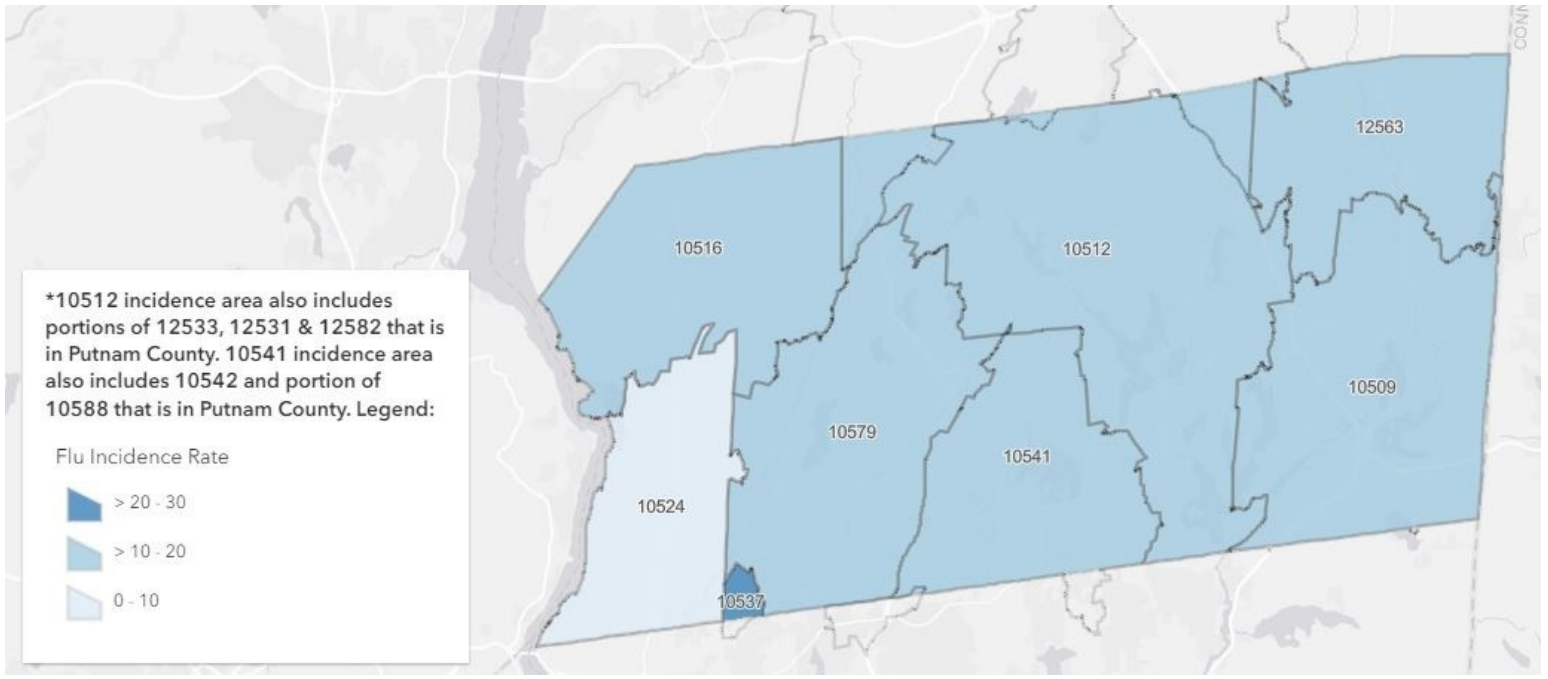 CONN
12563
10516
10512
*10512 incidence area also includes
portions of 12533, 12531 & 12582 that is
in Putnam County. 10541 incidence area
also includes 10542 and portion of
10588 that is in Putnam County. Legend:
10509
10579
10541
Flu Incidence Rate
> 20 - 30
10524
> 10 - 20
0 - 10
10537